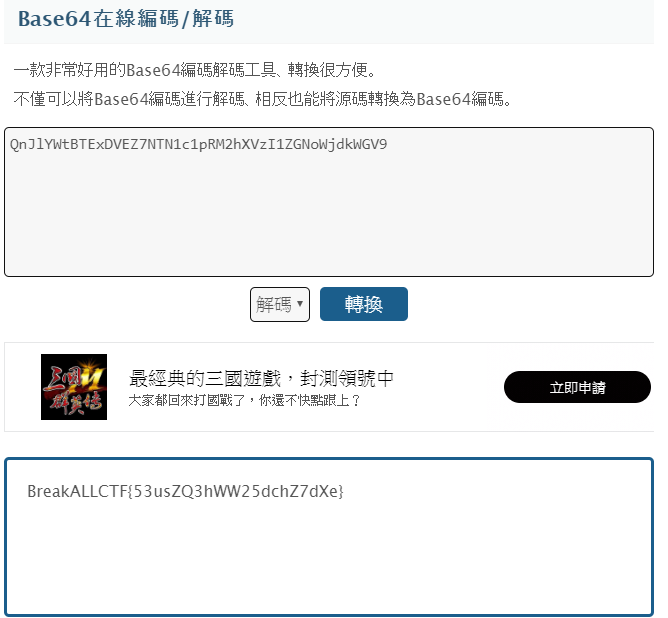 Base64在線編碼/解碼
一款非常好用的Base64編碼解碼工具、轉換很方便。
不僅可以將Base64編碼進行解碼、相反也能將源碼轉換為Base64編碼。
QnJlYWtBTExDVEZ7NTN1c1pRM2hXVzI1ZGNoWjdkWGV9
解碼 轉換
三國 11
群英傳
最經典的三國遊戲，封測領號中
大家都回來打國戰了，你還不快點跟上？
立即申請
BreakALLCTF{53usZQ3hWW25dchZ7dXe}